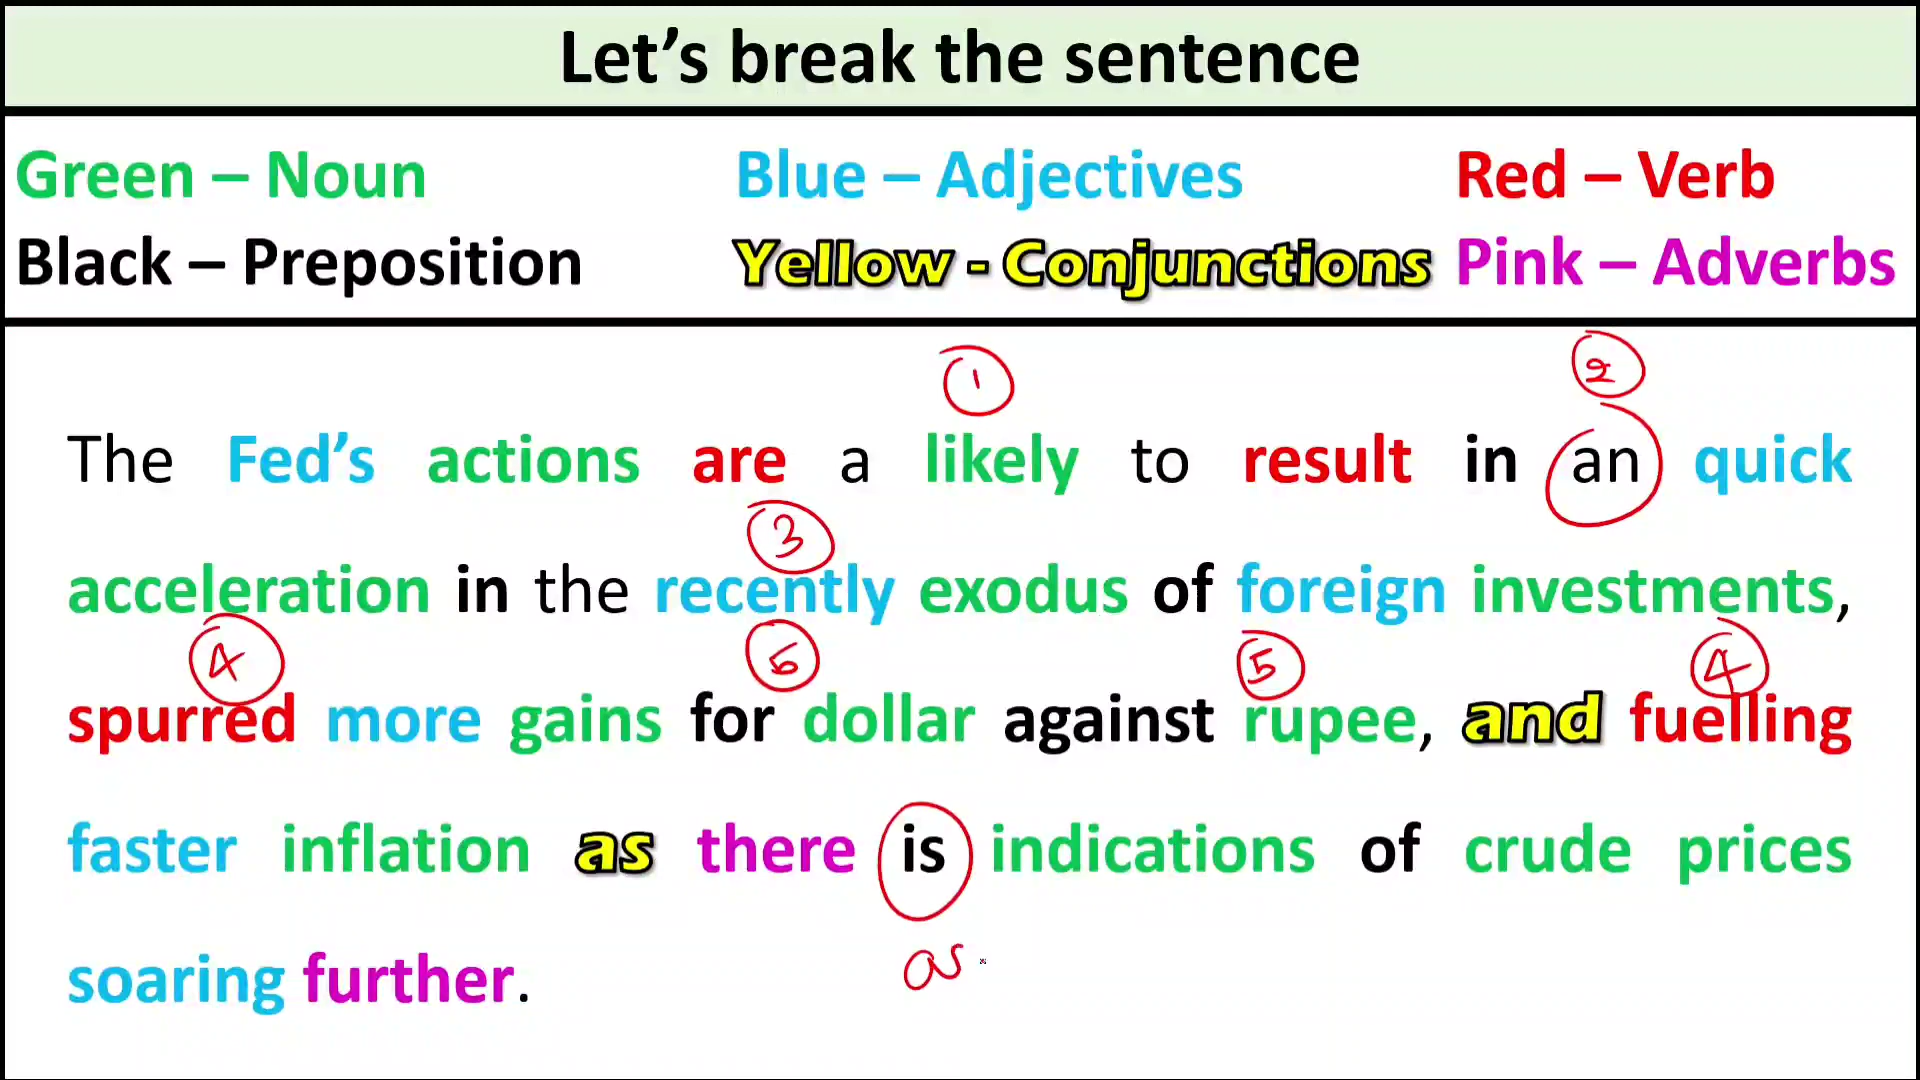 Let's break the sentence
Green – Noun Blue – Adjectives Red – Verb
Black – Preposition Yellow - Conjunctions Pink – Adverbs
1 2
The Fed's actions are a likely to result in an quick
3
acceleration in the recently exodus of foreign investments,
4 5 5 4
spurred more gains for dollar against rupee, and fuelling
faster inflation as there is indications of crude prices
soaring further.